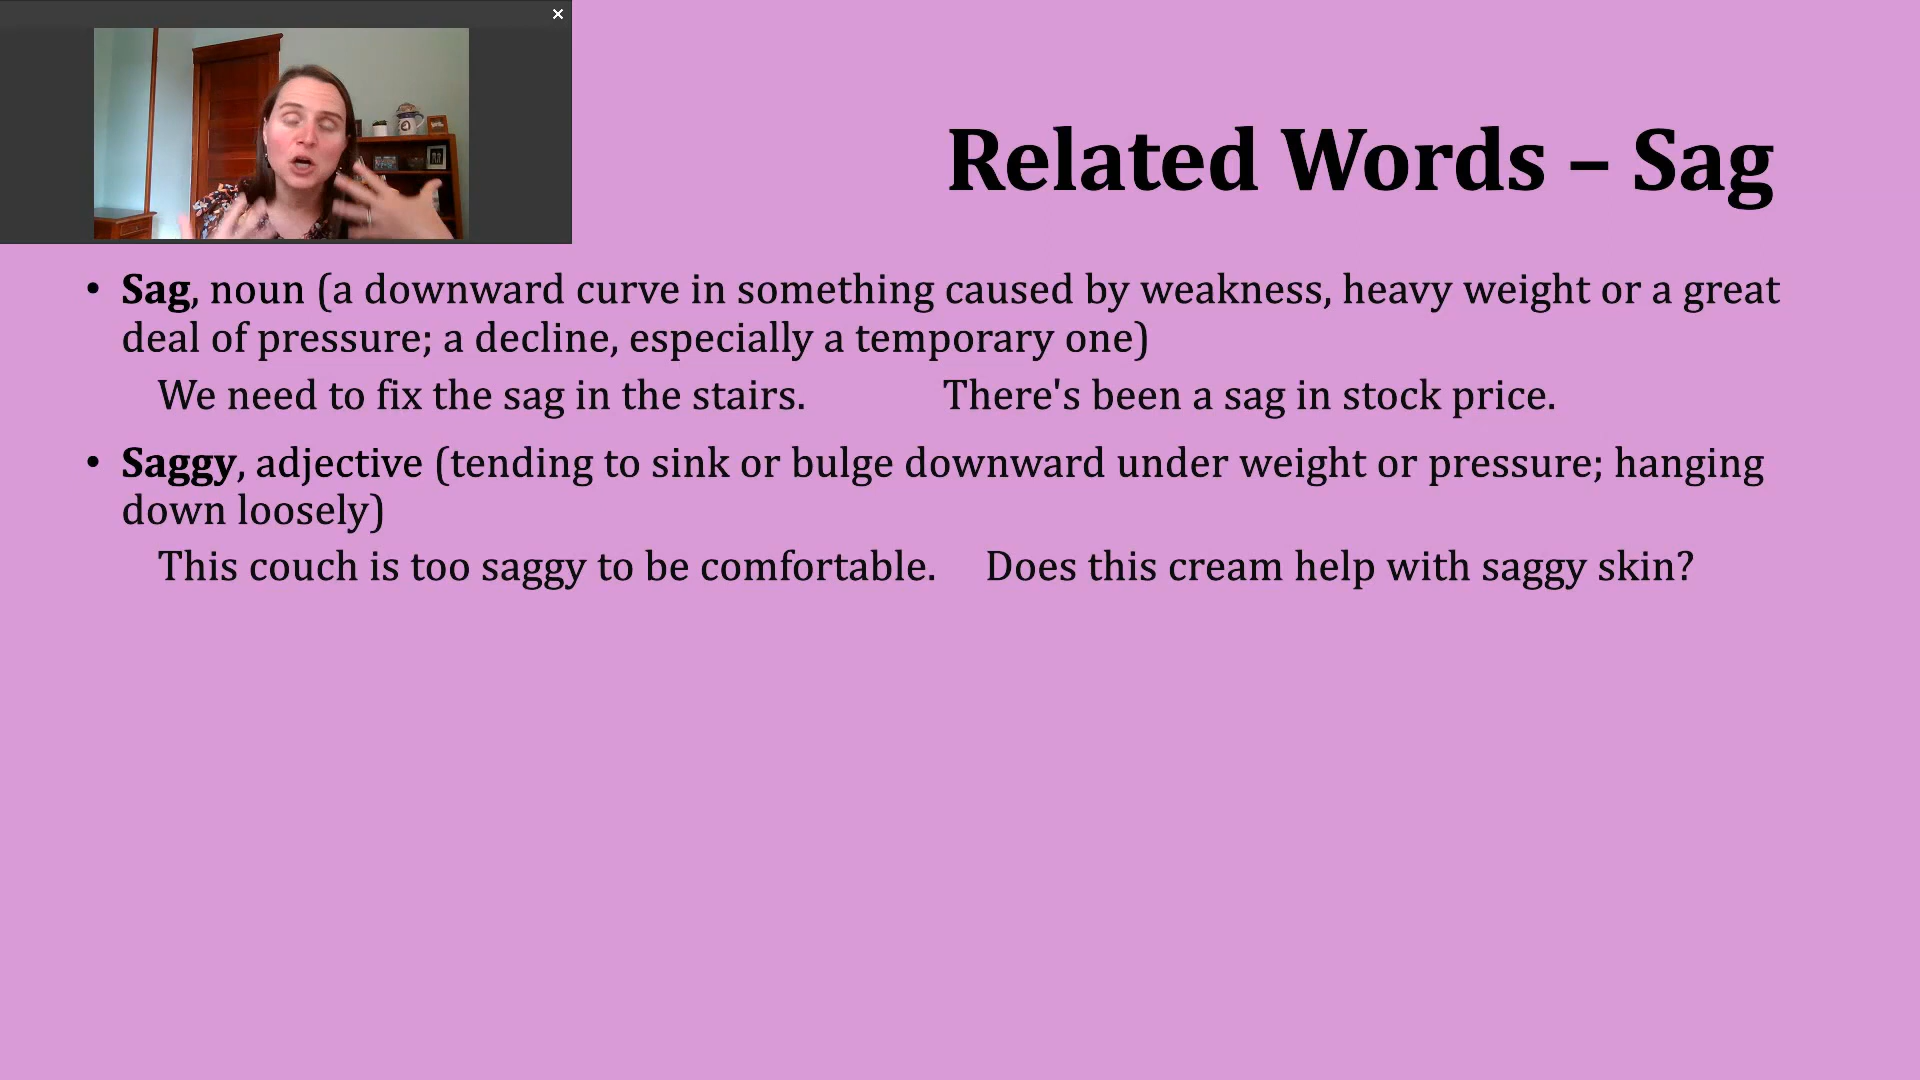 Related Words – Sag
• Sag, noun (a downward curve in something caused by weakness, heavy weight or a great
deal of pressure; a decline, especially a temporary one)
We need to fix the sag in the stairs. There's been a sag in stock price.
• Saggy, adjective (tending to sink or bulge downward under weight or pressure; hanging
down loosely)
This couch is too saggy to be comfortable. Does this cream help with saggy skin?